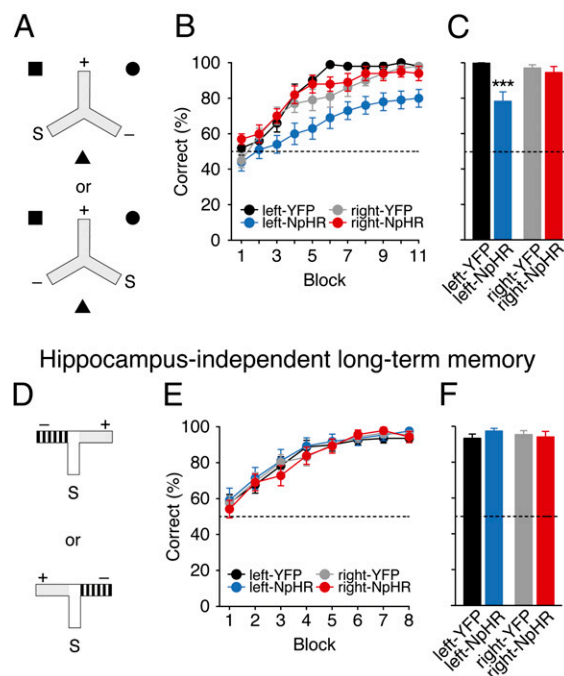 A
B
C
+
S
–
or
+
–
S
100
80
60
40
20
0
Correct (%)
left-YFP
right-YFP
left-NpHR
right-NpHR
1
3
5
7
9
11
Block
***
left-YFP
left-NpHR
right-YFP
right-NpHR
Hippocampus-independent long-term memory
D
E
F
– +
S
or
+ –
S
100
80
60
40
20
0
Correct (%)
left-YFP
right-YFP
left-NpHR
right-NpHR
1 2 3 4 5 6 7 8
Block
left-YFP
left-NpHR
right-YFP
right-NpHR